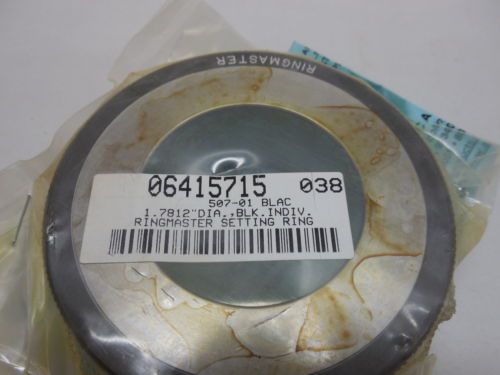 RINGMASTER
06415715 038
507-01 BLAC
1.7812"DIA.,BLK.INDIV.
RINGMASTER SETTING RING